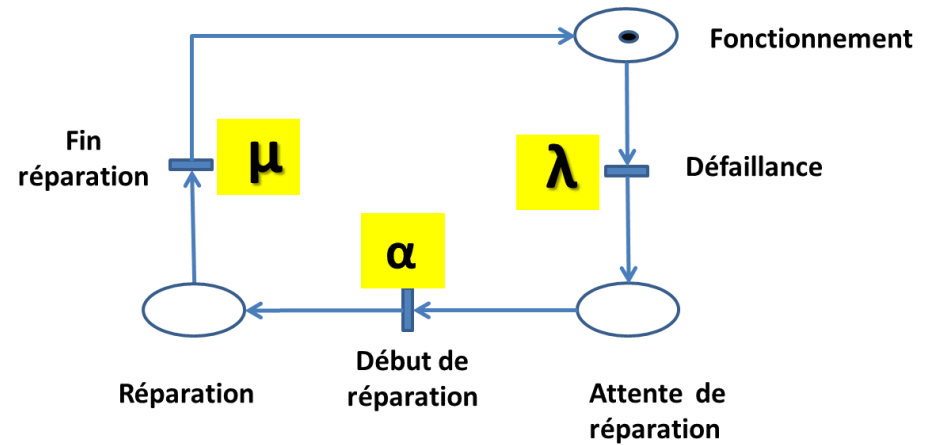 Fonctionnement
Fin
réparation
μ
λ
Défaillance
α
Début de
réparation
Réparation
Attente de
réparation